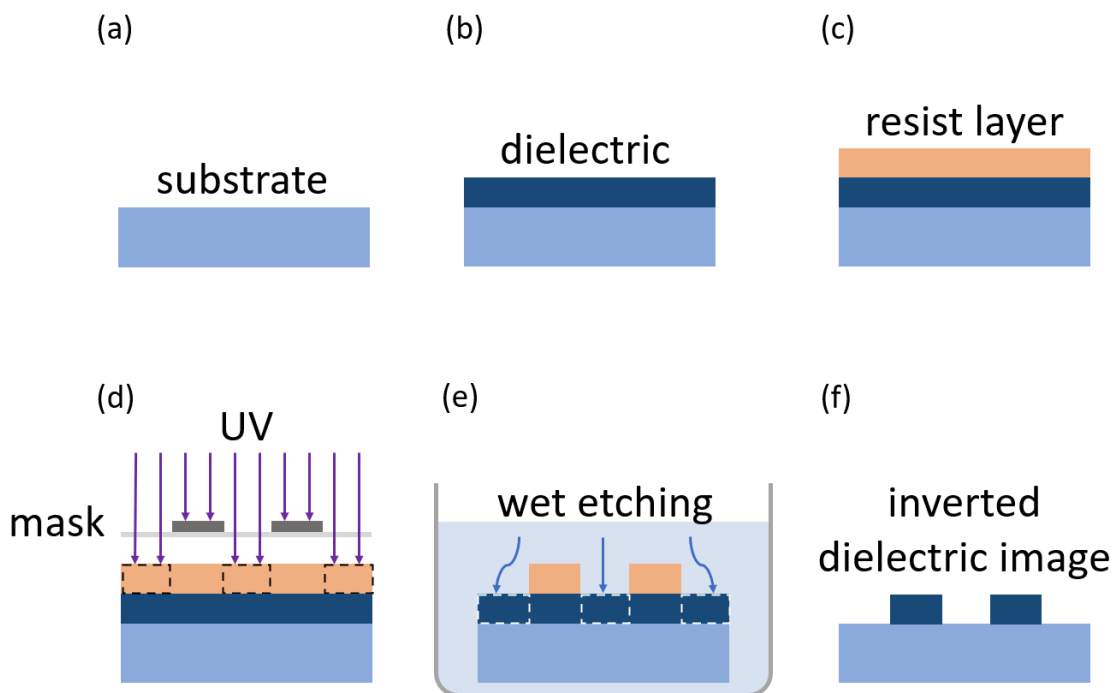 (a)
substrate
(b)
dielectric
(c)
resist layer
(d)
UV
mask
(e)
wet etching
(f)
inverted
dielectric image